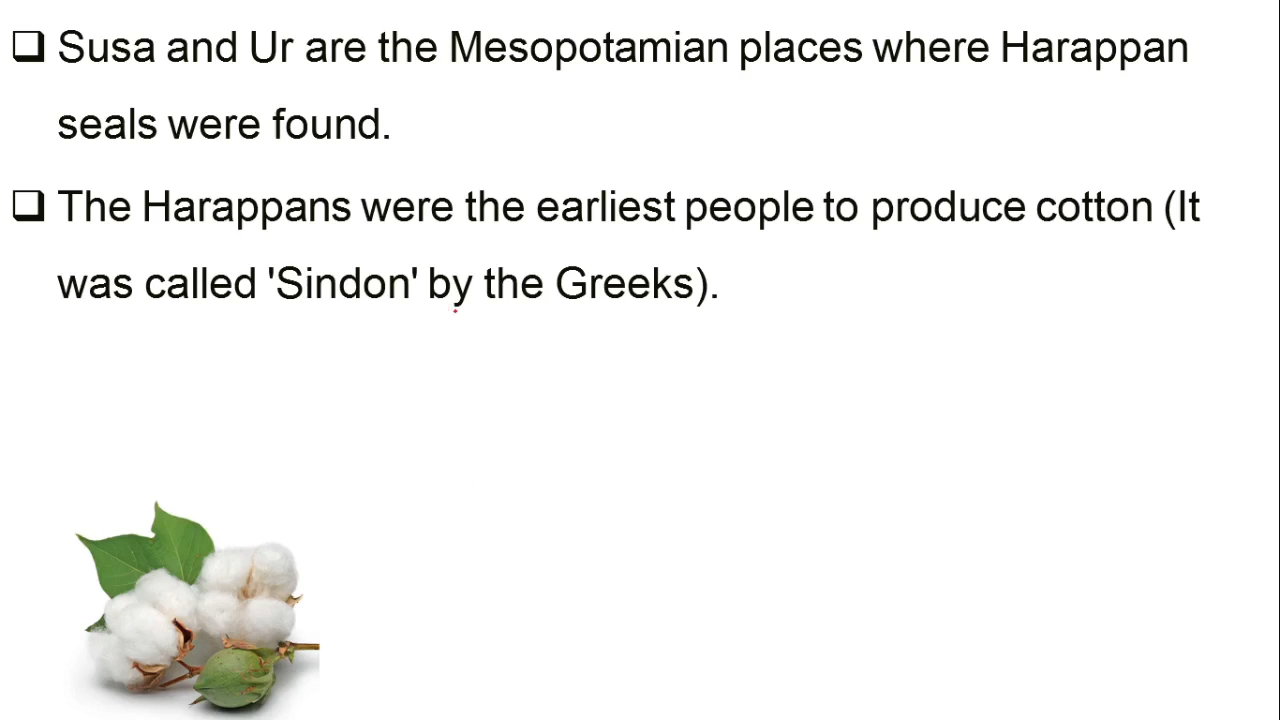 ❑ Susa and Ur are the Mesopotamian places where Harappan
seals were found.
❑ The Harappans were the earliest people to produce cotton (It
was called 'Sindon' by the Greeks).